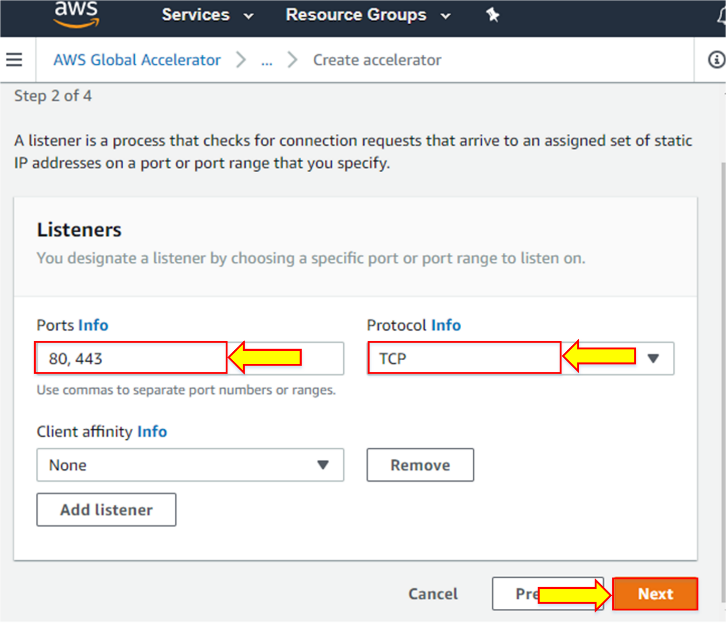 aws Services Resource Groups
AWS Global Accelerator ... Create accelerator
Step 2 of 4
A listener is a process that checks for connection requests that arrive to an assigned set of static
IP addresses on a port or port range that you specify.
Listeners
You designate a listener by choosing a specific port or port range to listen on.
Ports Info Protocol Info
80, 443 TCP
Use commas to separate port numbers or ranges.
Client affinity Info
None Remove
Add listener
Cancel Pre Next